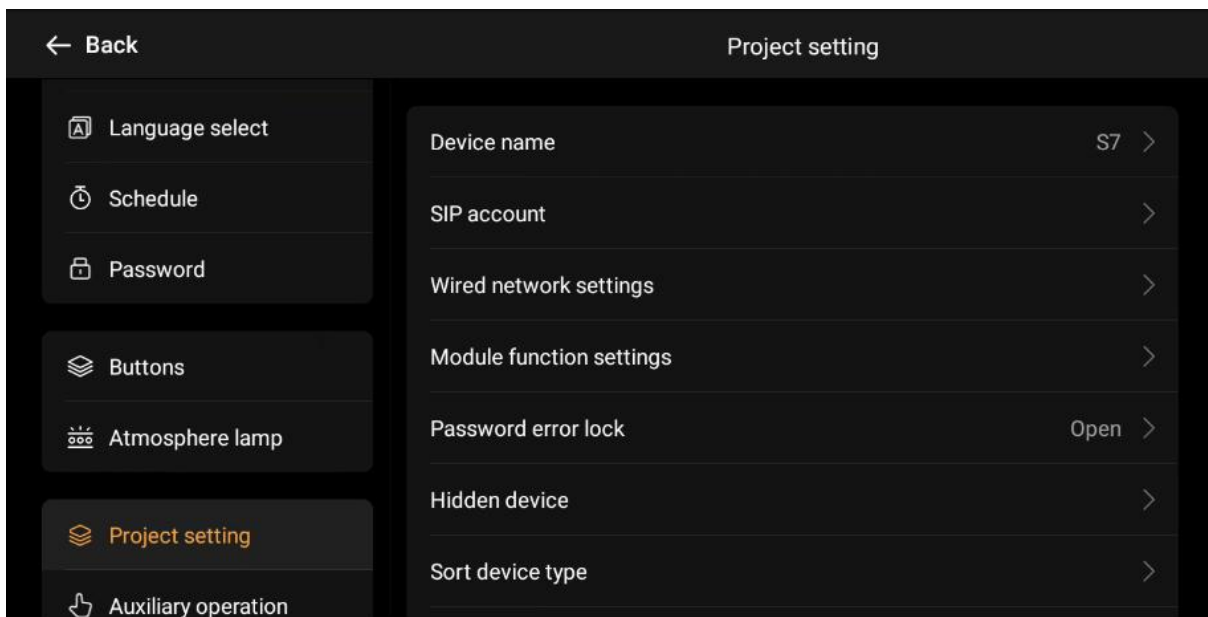 Back
Project setting
Language select
Schedule
Password
Buttons
Atmosphere lamp
Project setting
Auxiliary operation
Device name S7
SIP account
Wired network settings
Module function settings
Password error lock Open
Hidden device
Sort device type